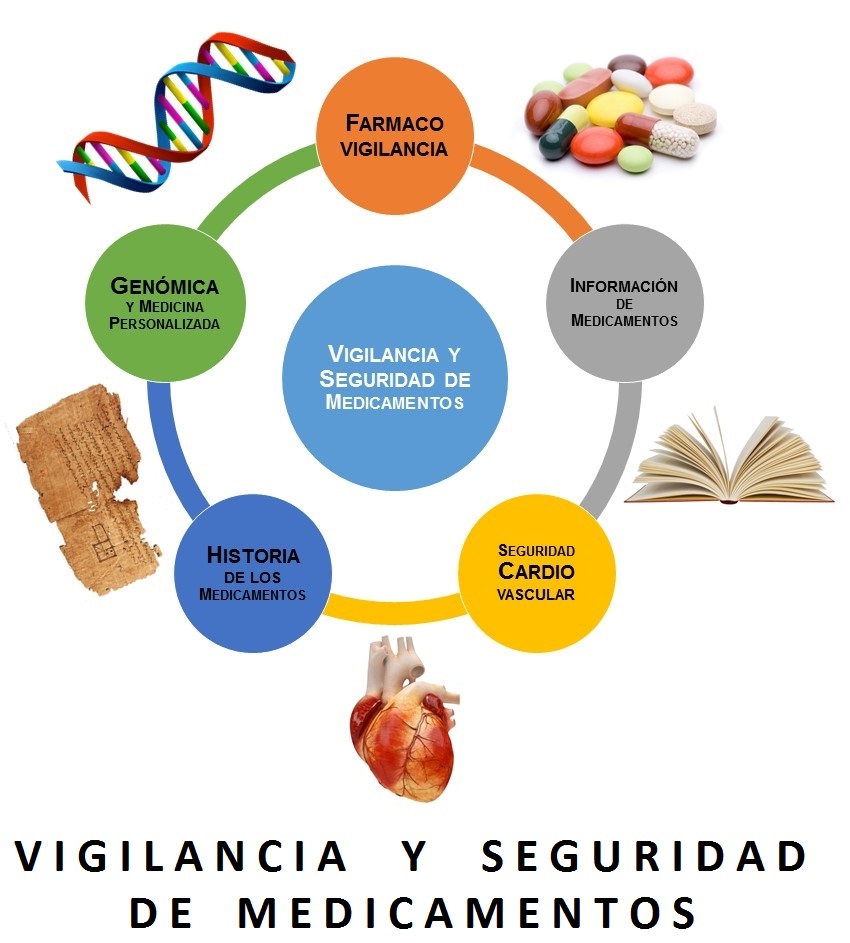 FARMACO
VIGILANCIA
GENÓMICA
Y MEDICINA
PERSONALIZADA
INFORMACIÓN
DE
MEDICAMENTOS
VIGILANCIA Y
SEGURIDAD DE
MEDICAMENTOS
HISTORIA
DE LOS
MEDICAMENTOS
SEGURIDAD
CARDIO
VASCULAR
VIGILANCIA Y SEGURIDAD
DE MEDICAMENTOS